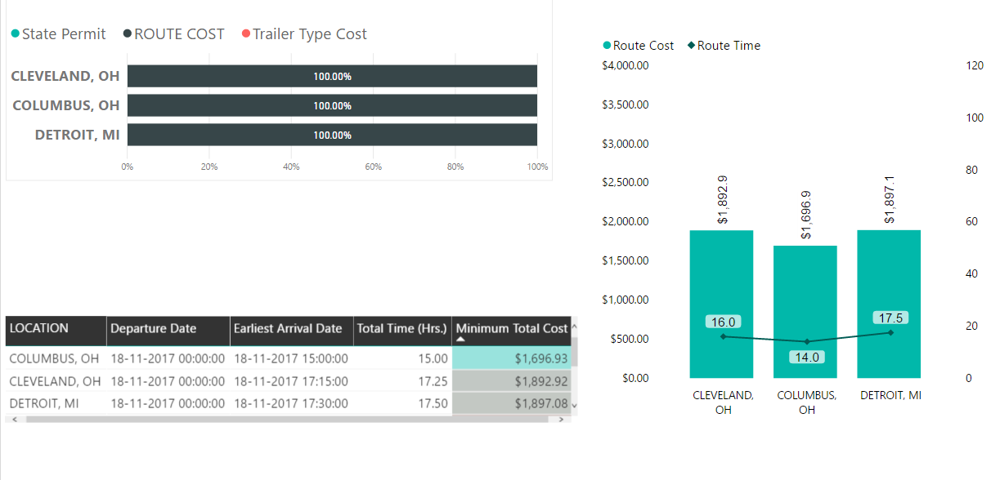 State Permit ROUTE COST Trailer Type Cost
CLEVELAND, OH 100.00%
COLUMBUS, OH 100.00%
DETROIT, MI 100.00%
0% 20% 40% 60% 80% 100%
LOCATION Departure Date Earliest Arrival Date Total Time (Hrs.) Minimum Total Cost
COLUMBUS, OH 18-11-2017 00:00:00 18-11-2017 15:00:00 15.00 $1,696.93
CLEVELAND, OH 18-11-2017 00:00:00 18-11-2017 17:15:00 17.25 $1,892.92
DETROIT, MI 18-11-2017 00:00:00 18-11-2017 17:30:00 17.50 $1,897.08
Route Cost Route Time
$4,000.00 120
$3,500.00
100
$3,000.00
80
$2,500.00
$1,892.9 $1,696.9 $1,897.1
$2,000.00 60
$1,500.00
40
$1,000.00
16.0 14.0 17.5
20
$500.00
$0.00 0
CLEVELAND, COLUMBUS, DETROIT, MI
OH OH